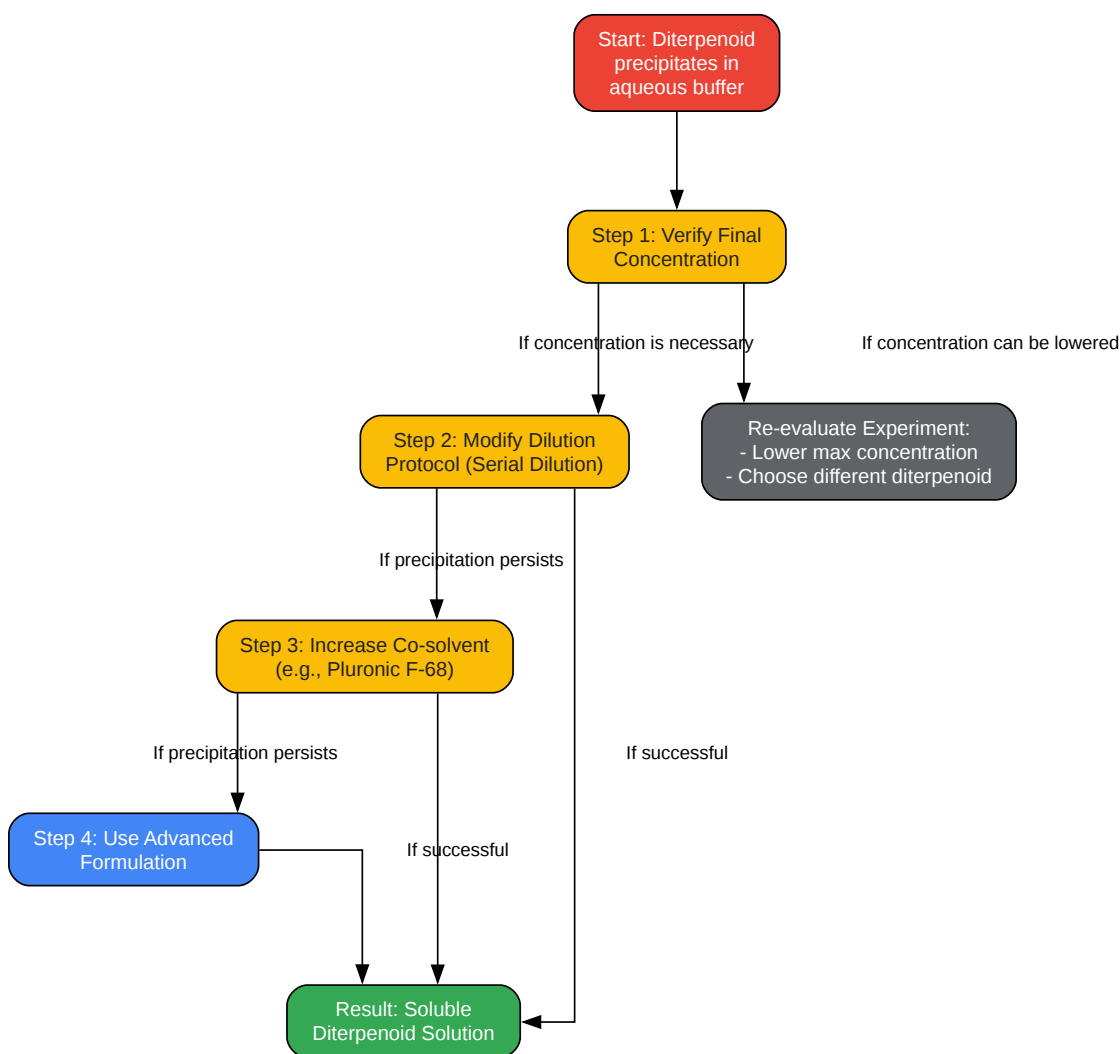 Start: Diterpenoid
precipitates in
aqueous buffer
Step 1: Verify Final
Concentration
If concentration is necessary
If concentration can be lowered
Step 2: Modify Dilution
Protocol (Serial Dilution)
Re-evaluate Experiment:
- Lower max concentration
- Choose different diterpenoid
If precipitation persists
Step 3: Increase Co-solvent
(e.g., Pluronic F-68)
If precipitation persists
If successful
Step 4: Use Advanced
Formulation
If successful
Result: Soluble
Diterpenoid Solution